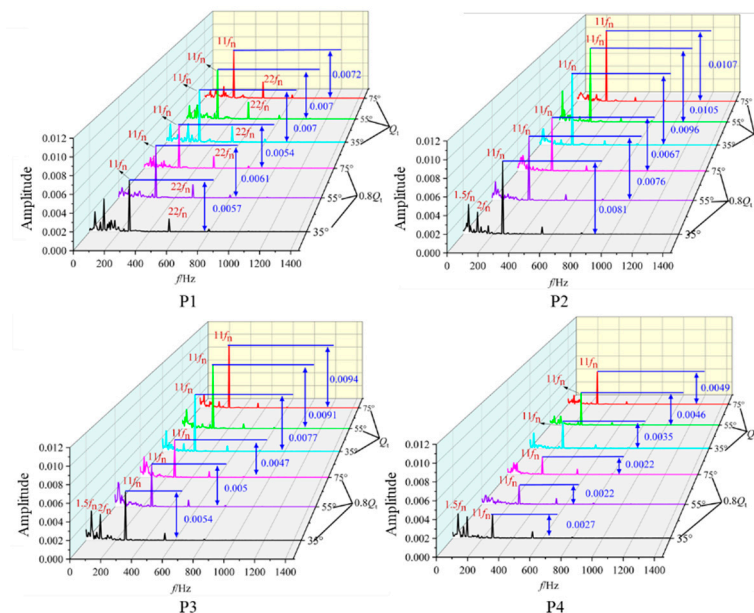 11fn
11fn
0.0072
11fn
22fn
75°
0.007
11fn
22fn
55°
Qt
0.007
11fn
22fn
35°
0.0054
11fn
22fn
75°
0.0061
22fn
55°
0.8Qt
0.0057
22fn
35°
Amplitude
0.012
0.010
0.008
0.006
0.004
0.002
0.000
0 200 400 600 800 1000 1200 1400
f/Hz
P1
11fn
11fn
0.0107
11fn
75°
0.0105
11fn
55°
Qt
0.0096
11fn
35°
0.0067
11fn
75°
0.0076
55°
0.8Qt
0.0081
1.5fn
2fn
35°
Amplitude
0.012
0.010
0.008
0.006
0.004
0.002
0.000
0 200 400 600 800 1000 1200 1400
f/Hz
P2
11fn
11fn
0.0094
11fn
75°
0.0091
11fn
55°
Qt
0.0077
11fn
35°
0.0047
11fn
75°
0.005
55°
0.8Qt
0.0054
1.5fn
2fn
35°
Amplitude
0.012
0.010
0.008
0.006
0.004
0.002
0.000
0 200 400 600 800 1000 1200 1400
f/Hz
P3
11fn
11fn
0.0049
75°
11fn
0.0046
55°
Qt
11fn
0.0035
35°
11fn
0.0022
75°
0.0022
55°
0.8Qt
1.5fn
11fn
0.0027
35°
Amplitude
0.012
0.010
0.008
0.006
0.004
0.002
0.000
0 200 400 600 800 1000 1200 1400
f/Hz
P4